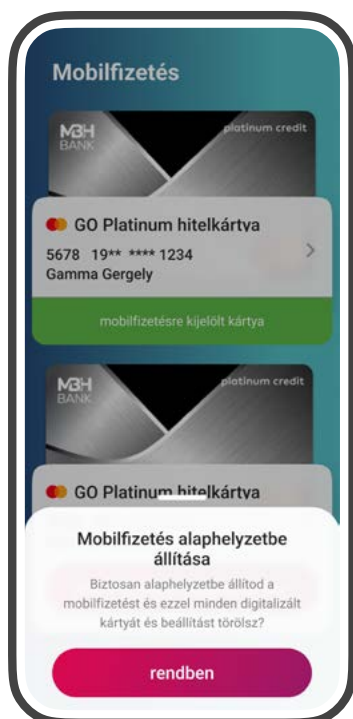 Mobilfizetés
MBH
BANK
platinum credit
GO Platinum hitelkártya
5678 19** **** 1234
Gamma Gergely
mobilfizetésre kijelölt kártya
MBH
BANK
platinum credit
GO Platinum hitelkártya
Mobilfizetés alaphelyzetbe
állítása
Biztosan alaphelyzetbe állítod a
mobilfizetést és ezzel minden digitalizált
kártyát és beállítást törölsz?
rendben